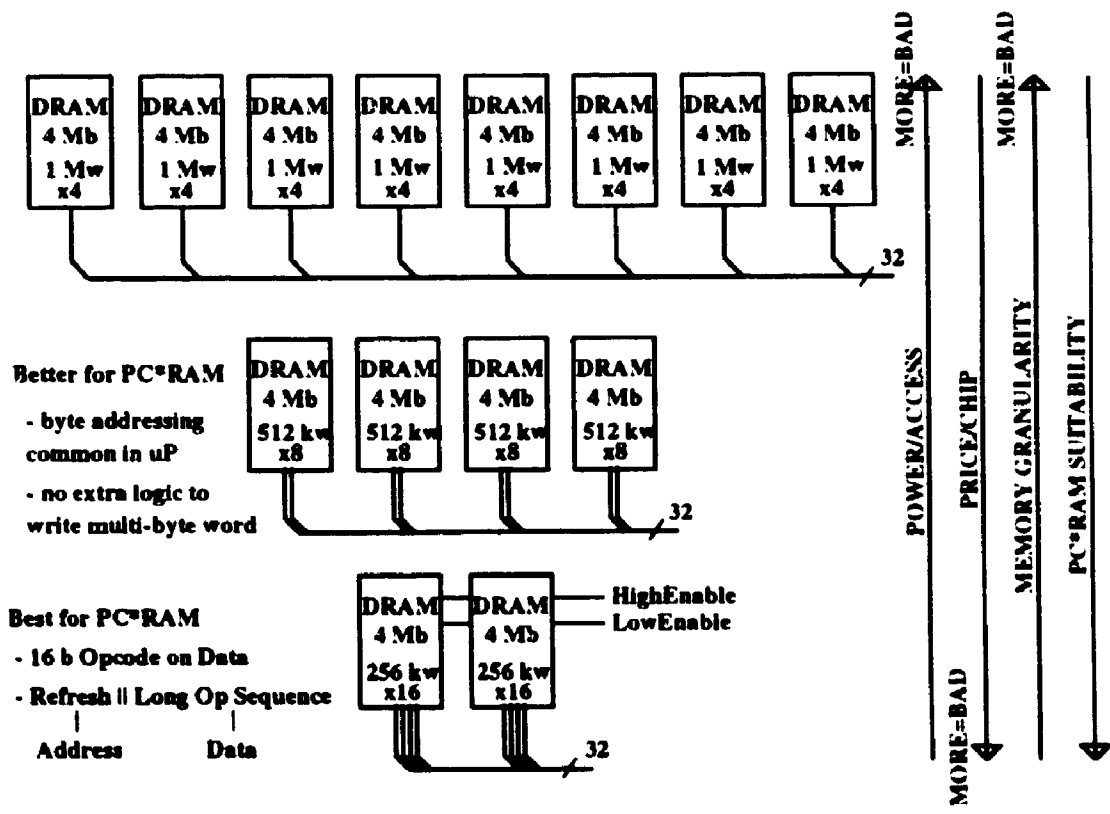 DRAM
4 Mb
1 Mw
x4
DRAM
4 Mb
1 Mw
x4
DRAM
4 Mb
1 Mw
x4
DRAM
4 Mb
1 Mw
x4
DRAM
4 Mb
1 Mw
x4
DRAM
4 Mb
1 Mw
x4
DRAM
4 Mb
1 Mw
x4
DRAM
4 Mb
1 Mw
x4
32
Better for PC*RAM
- byte addressing
common in uP
- no extra logic to
write multi-byte word
DRAM
4 Mb
512 kw
x8
DRAM
4 Mb
512 kw
x8
DRAM
4 Mb
512 kw
x8
DRAM
4 Mb
512 kw
x8
32
Best for PC*RAM
- 16 b Opcode on Data
- Refresh || Long Op Sequence
Address
Data
DRAM
4 Mb
256 kw
x16
DRAM
4 Mb
256 kw
x16
HighEnable
LowEnable
32
MORE=BAD
POWER/ACCESS
PRICE/CHIP
MORE=BAD
MORE=BAD
MEMORY GRANULARITY
PC*RAM SUITABILITY